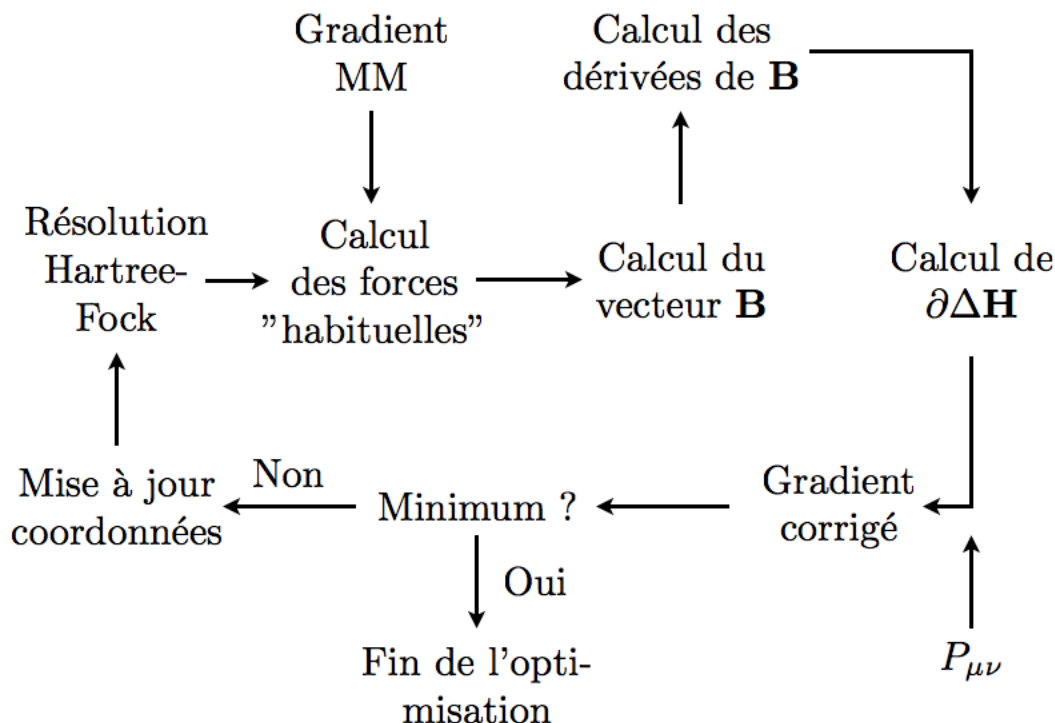 Gradient
MM
Calcul des
dérivées de B
Résolution
Hartree-
Fock
Calcul
des forces
"habituelles"
Calcul du
vecteur B
Calcul de
∂ΔH
Mise à jour
coordonnées
Non
Minimum ?
Gradient
corrigé
Oui
Fin de l'opti-
misation
Pμν